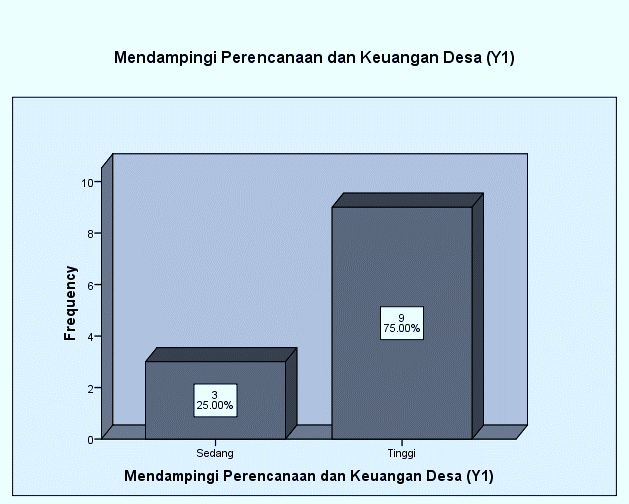 Mendampingi Perencanaan dan Keuangan Desa (Y1)
10
8
6
4
2
0
Frequency
3
25.00%
9
75.00%
Sedang
Tinggi
Mendampingi Perencanaan dan Keuangan Desa (Y1)